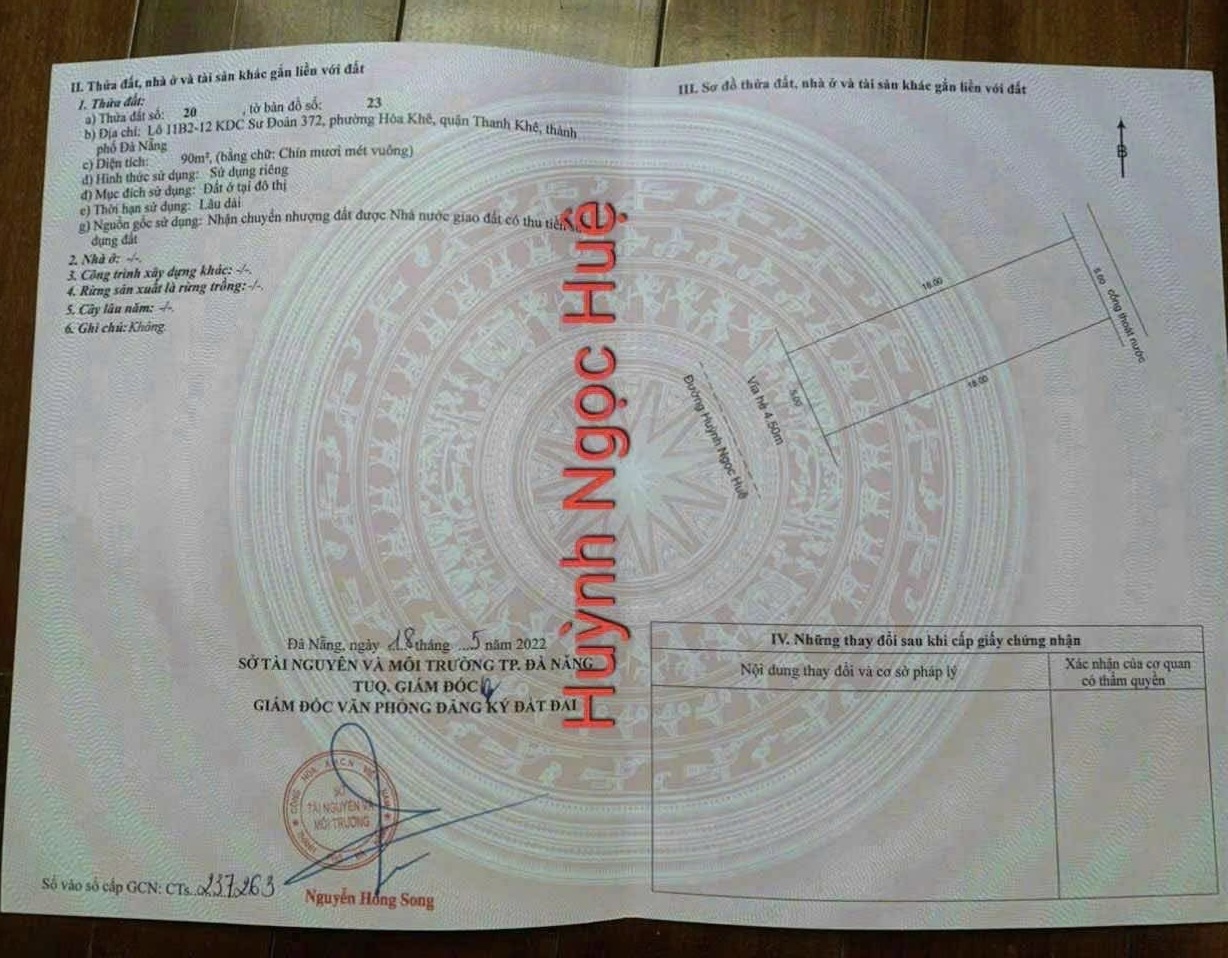 II. Thửa đất, nhà ở và tài sản khác gắn liền với đất
1. Thửa đất:
a) Thửa đất số: 20 , tờ bản đồ số: 23
b) Địa chỉ: Lô 11B2-12 KDC Sư Đoàn 372, phường Hòa Khê, quận Thanh Khê, thành
phố Đà Nẵng
c) Diện tích: 90m², (bằng chữ: Chín mươi mét vuông)
d) Hình thức sử dụng: Sử dụng riêng
đ) Mục đích sử dụng: Đất ở tại đô thị
e) Thời hạn sử dụng: Lâu dài
g) Nguồn gốc sử dụng: Nhận chuyển nhượng đất được Nhà nước giao đất có thu tiền
dụng đất
2. Nhà ở: -/-.
3. Công trình xây dựng khác: -/-.
4. Rừng sản xuất là rừng trồng: -/-.
5. Cây lâu năm: -/-.
6. Ghi chú: Không.
Đà Nẵng, ngày 18 tháng ...5 năm 2022
SỞ TÀI NGUYÊN VÀ MÔI TRƯỜNG TP. ĐÀ NẴNG
TUQ. GIÁM ĐỐC
GIÁM ĐỐC VĂN PHÒNG ĐĂNG KÝ ĐẤT ĐAI
CỘNG HÒA X.H.C.N VIỆT NAM
SỞ
TÀI NGUYÊN VÀ
MÔI TRƯỜNG
Nguyễn Hồng Song
Số vào sổ cấp GCN: CTs..237263
Huỳnh Ngọc Huệ
III. Sơ đồ thửa đất, nhà ở và tài sản khác gắn liền với đất
B
18.00
5.00
cống thoát nước
18.00
5.00
Vỉa hè 4.50m
Đường Huỳnh Ngọc Huệ
IV. Những thay đổi sau khi cấp giấy chứng nhận
Nội dung thay đổi và cơ sở pháp lý
Xác nhận của cơ quan
có thẩm quyền